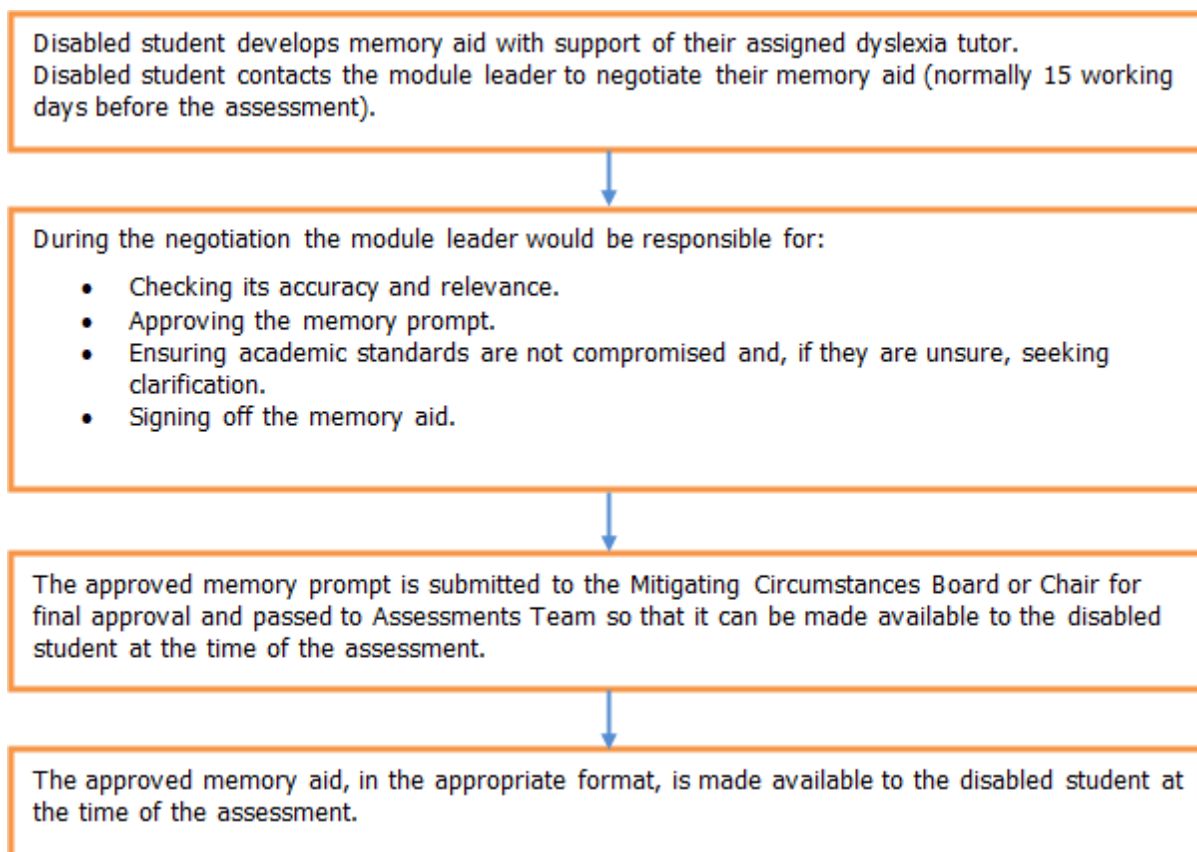 Disabled student develops memory aid with support of their assigned dyslexia tutor.
Disabled student contacts the module leader to negotiate their memory aid (normally 15 working
days before the assessment).
During the negotiation the module leader would be responsible for:
• Checking its accuracy and relevance.
• Approving the memory prompt.
• Ensuring academic standards are not compromised and, if they are unsure, seeking
clarification.
• Signing off the memory aid.
The approved memory prompt is submitted to the Mitigating Circumstances Board or Chair for
final approval and passed to Assessments Team so that it can be made available to the disabled
student at the time of the assessment.
The approved memory aid, in the appropriate format, is made available to the disabled student at
the time of the assessment.